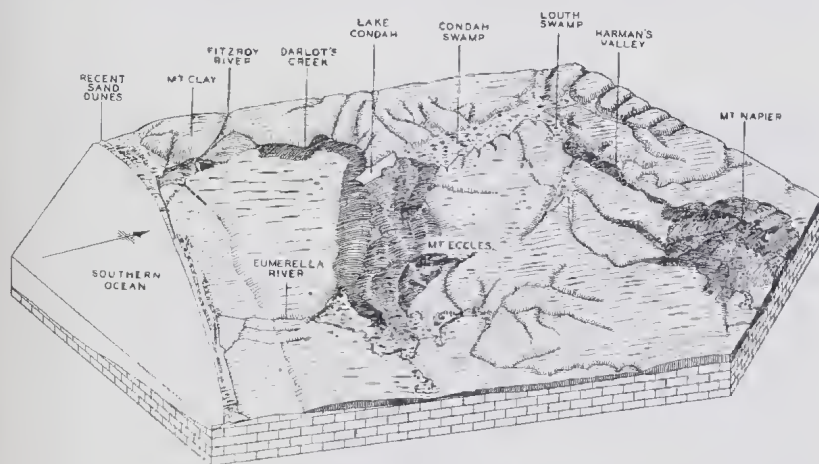 RECENT
SAND
DUNES
MT CLAY
FITZROY
RIVER
DARLOT'S
CREEK
LAKE
CONDAH
CONDAH
SWAMP
LOUTH
SWAMP
HARMAN'S
VALLEY
MT NAPIER
MT ECCLES
EUMERELLA
RIVER
SOUTHERN
OCEAN